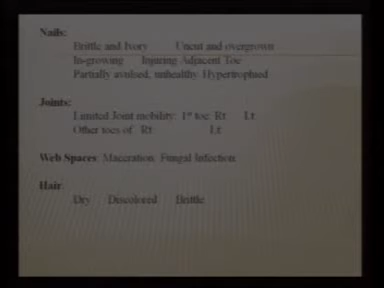 Nails:
Brittle and Ivory Uncut and overgrown
In-growing Injuring Adjacent Toe
Partially avulsed, unhealthy Hypertrophied
Joints:
Limited Joint mobility: 1st toe: Rt Lt
Other toes of Rt Lt
Web Spaces: Maceration Fungal Infection
Hair
Dry Discolored Brittle